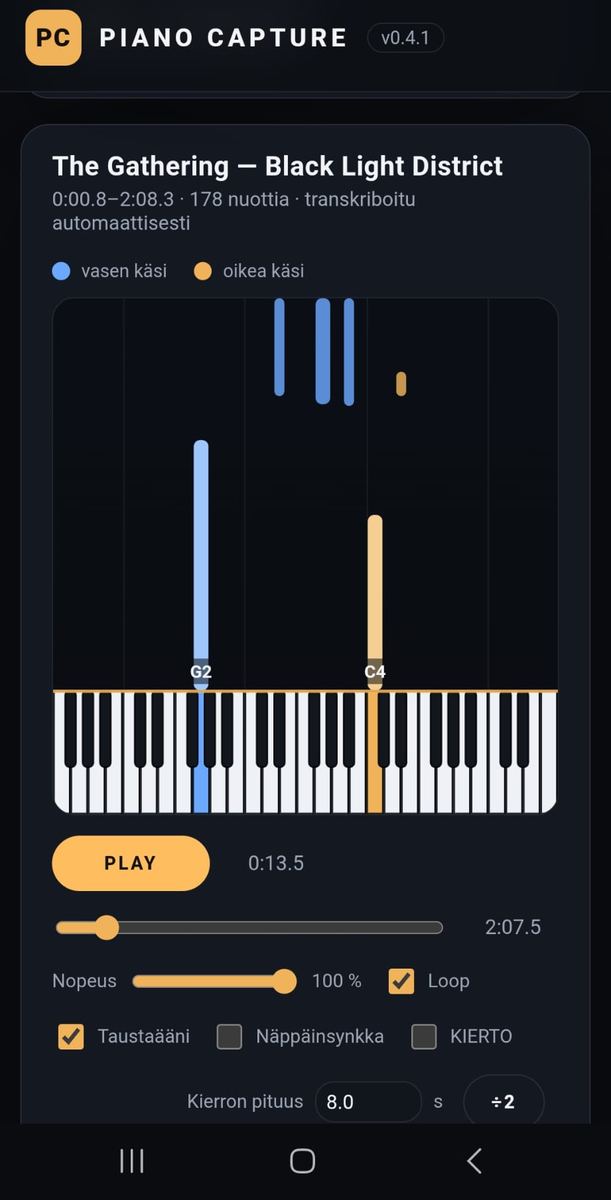 PC PIANO CAPTURE v0.4.1
The Gathering — Black Light District
0:00.8–2:08.3 · 178 nuottia · transkriboitu
automaattisesti
vasen käsi oikea käsi
G2 C4
PLAY 0:13.5
2:07.5
Nopeus 100 % Loop
Taustaääni Näppäinsynkka KIERTO
Kierron pituus 8.0 s ÷2